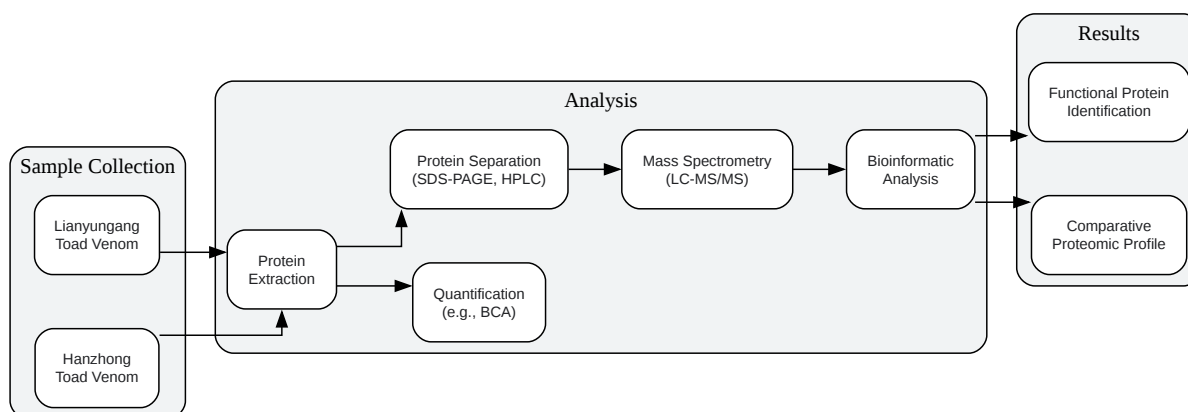 Sample Collection
Lianyungang
Toad Venom
Hanzhong
Toad Venom
Analysis
Protein
Extraction
Protein Separation
(SDS-PAGE, HPLC)
Quantification
(e.g., BCA)
Mass Spectrometry
(LC-MS/MS)
Bioinformatic
Analysis
Results
Functional Protein
Identification
Comparative
Proteomic Profile